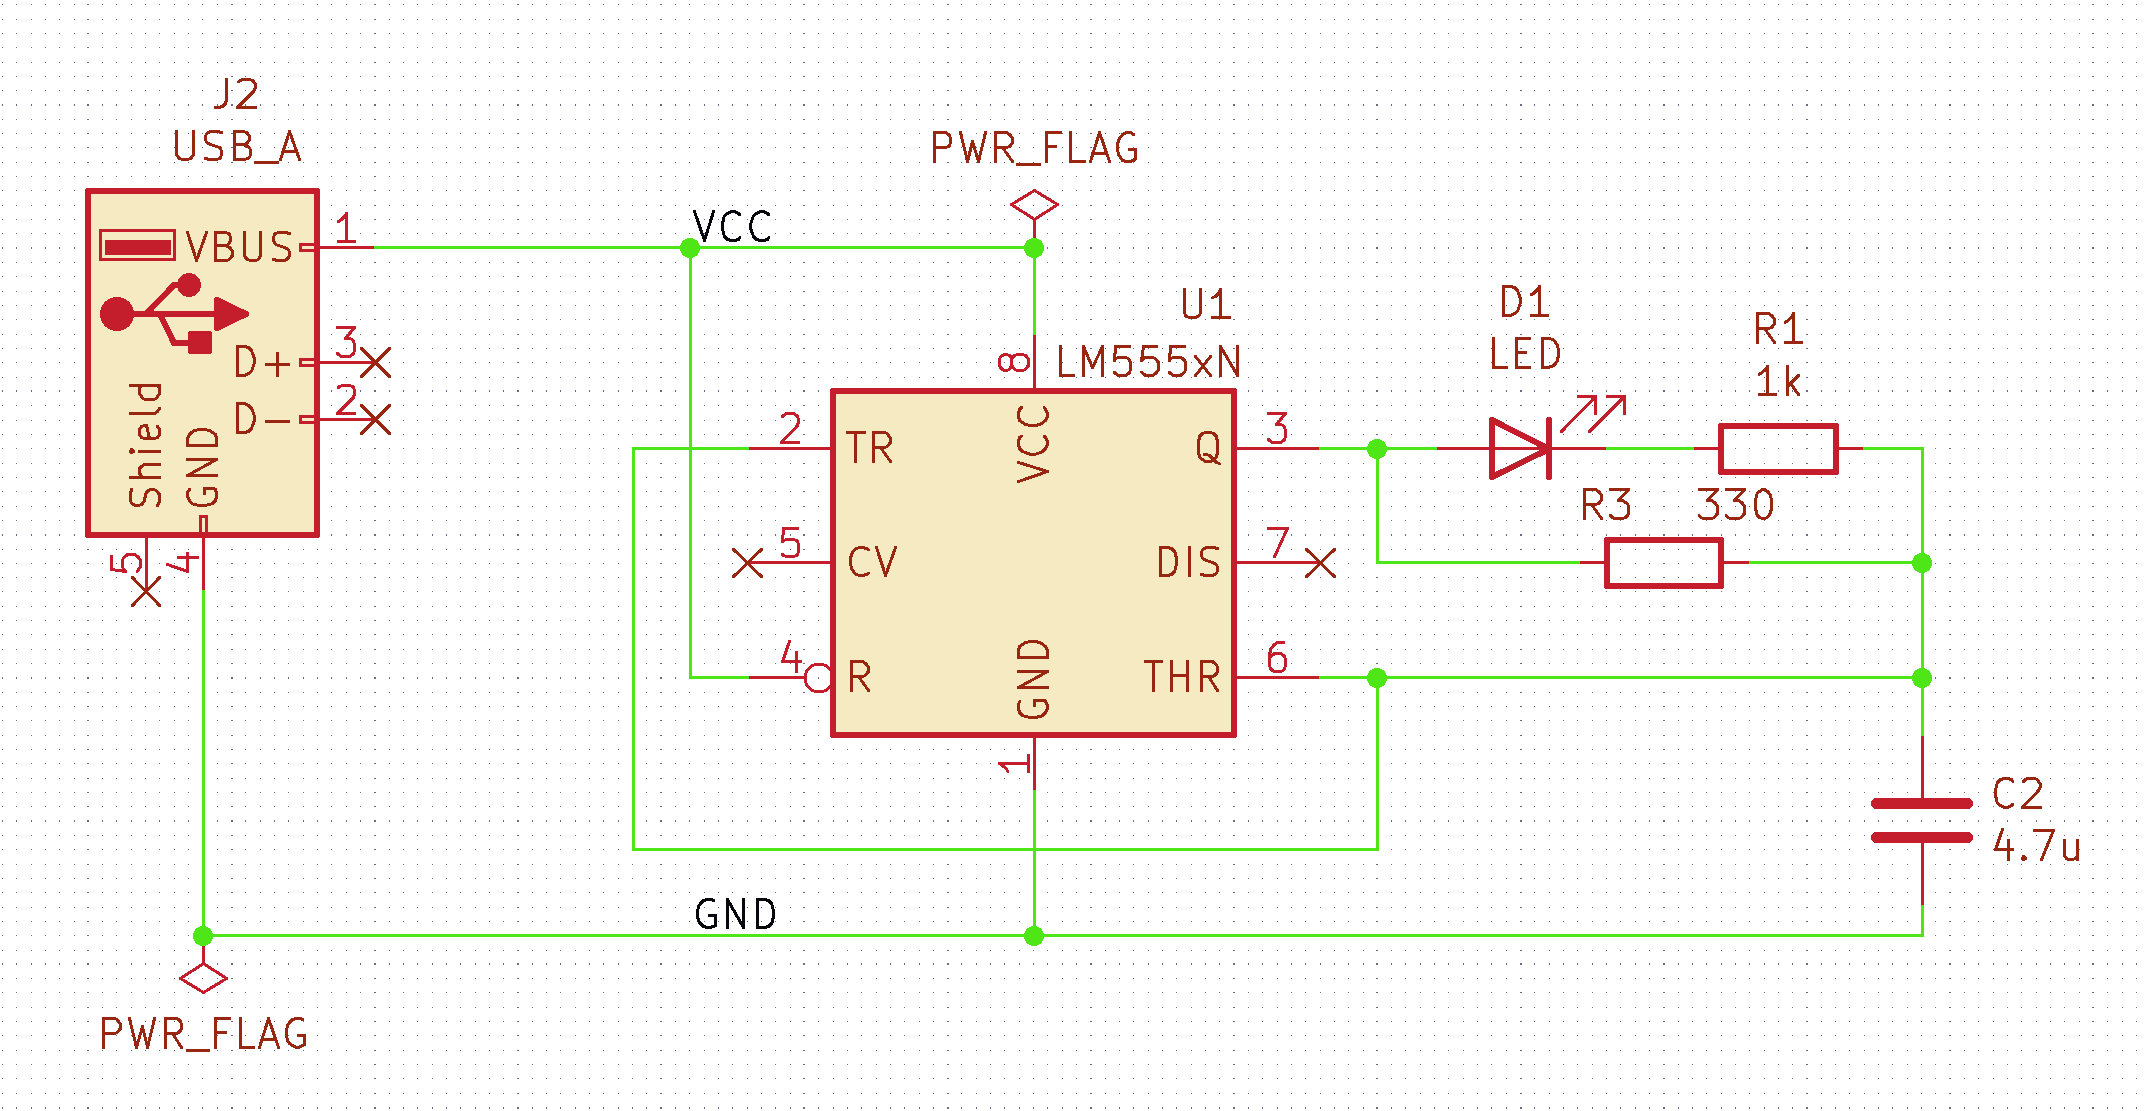 J2
USB_A
VBUS
1
D+
3
D-
2
Shield
GND
5
4
PWR_FLAG
VCC
GND
PWR_FLAG
U1
LM555xN
8
VCC
2
TR
Q
3
5
CV
DIS
7
4
R
THR
6
GND
1
D1
LED
R1
1k
R3
330
C2
4.7u